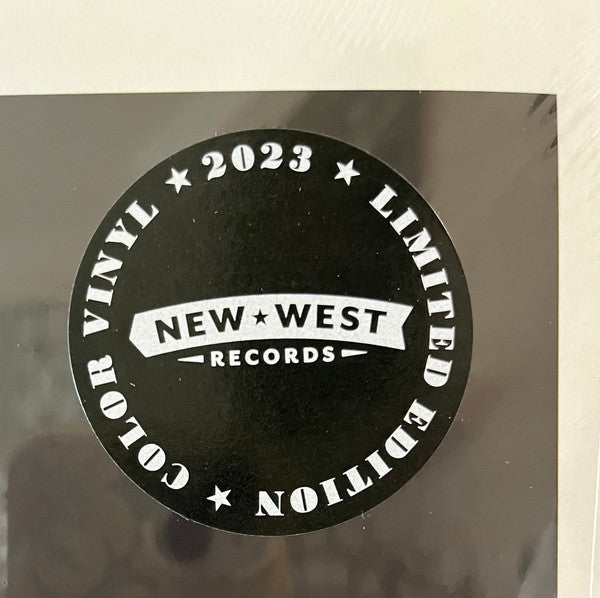 2023 ★ LIMITED EDITION ★ COLOR VINYL ★
NEW ★ WEST
RECORDS